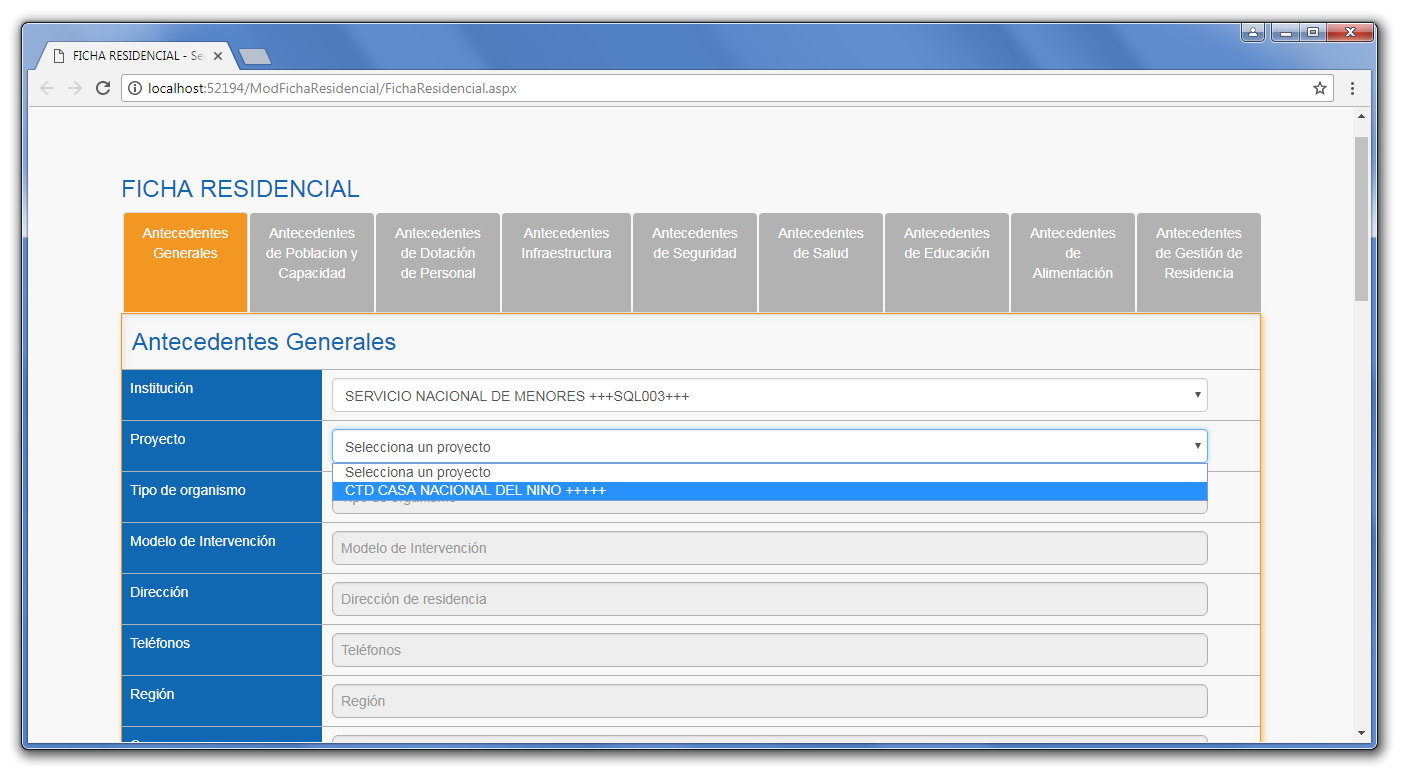 FICHA RESIDENCIAL - Se
localhost:52194/ModFichaResidencial/FichaResidencial.aspx
FICHA RESIDENCIAL
Antecedentes
Generales
Antecedentes
de Poblacion y
Capacidad
Antecedentes
de Dotación
de Personal
Antecedentes
Infraestructura
Antecedentes
de Seguridad
Antecedentes
de Salud
Antecedentes
de Educación
Antecedentes
de
Alimentación
Antecedentes
de Gestión de
Residencia
Antecedentes Generales
Institución
SERVICIO NACIONAL DE MENORES +++SQL003+++
Proyecto
Selecciona un proyecto
Selecciona un proyecto
CTD CASA NACIONAL DEL NINO +++++
Tipo de organismo
Modelo de Intervención
Modelo de Intervención
Dirección
Dirección de residencia
Teléfonos
Teléfonos
Región
Región